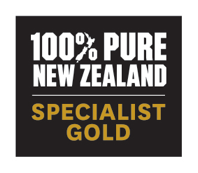 100% PURE
NEW ZEALAND
SPECIALIST
GOLD